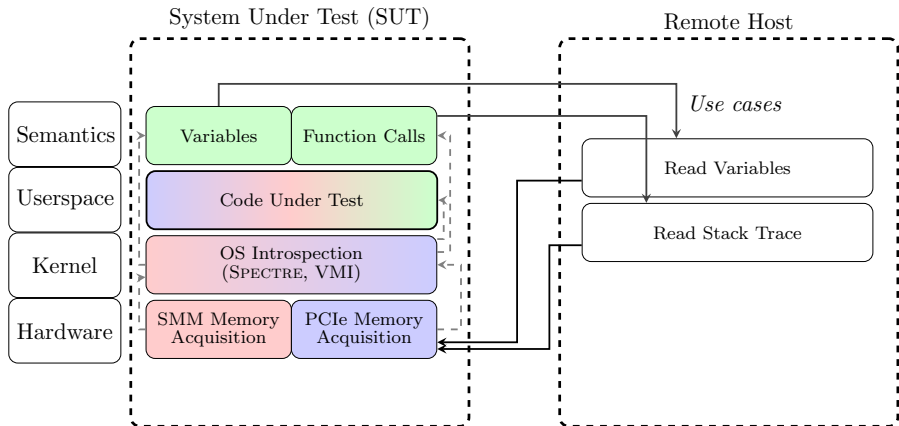 System Under Test (SUT)
Remote Host
Use cases
Semantics
Variables
Function Calls
Read Variables
Userspace
Code Under Test
Read Stack Trace
Kernel
OS Introspection
(SPECTRE, VMI)
Hardware
SMM Memory
Acquisition
PCIe Memory
Acquisition